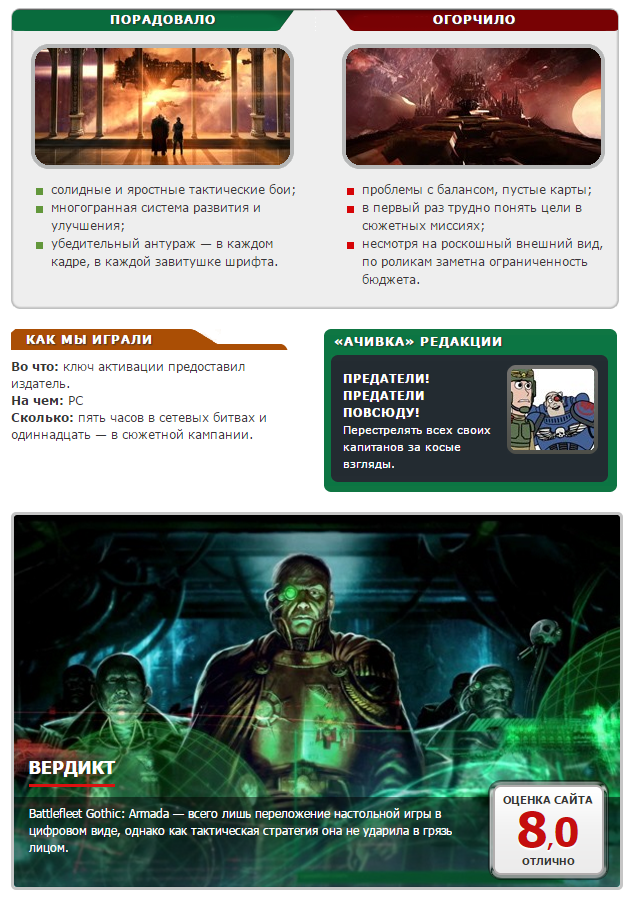 ПОРАДОВАЛО
солидные и яростные тактические бои;
многогранная система развития и
улучшения;
убедительный антураж — в каждом
кадре, в каждой завитушке шрифта.
ОГОРЧИЛО
проблемы с балансом, пустые карты;
в первый раз трудно понять цели в
сюжетных миссиях;
несмотря на роскошный внешний вид,
по роликам заметна ограниченность
бюджета.
КАК МЫ ИГРАЛИ
Во что: ключ активации предоставил
издатель.
На чем: PC
Сколько: пять часов в сетевых битвах и
одиннадцать — в сюжетной кампании.
«АЧИВКА» РЕДАКЦИИ
ПРЕДАТЕЛИ!
ПРЕДАТЕЛИ
ПОВСЮДУ!
Перестрелять всех своих
капитанов за косые
взгляды.
ВЕРДИКТ
Battlefleet Gothic: Armada — всего лишь переложение настольной игры в
цифровом виде, однако как тактическая стратегия она не ударила в грязь
лицом.
ОЦЕНКА САЙТА
8,0
ОТЛИЧНО